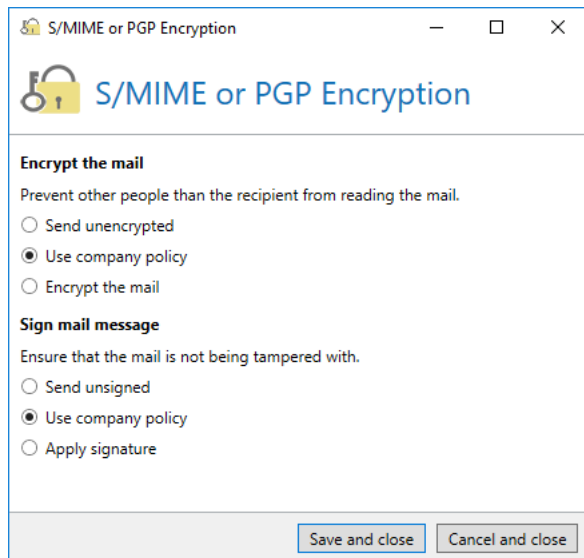 S/MIME or PGP Encryption
S/MIME or PGP Encryption
Encrypt the mail
Prevent other people than the recipient from reading the mail.
Send unencrypted
Use company policy
Encrypt the mail
Sign mail message
Ensure that the mail is not being tampered with.
Send unsigned
Use company policy
Apply signature
Save and close
Cancel and close